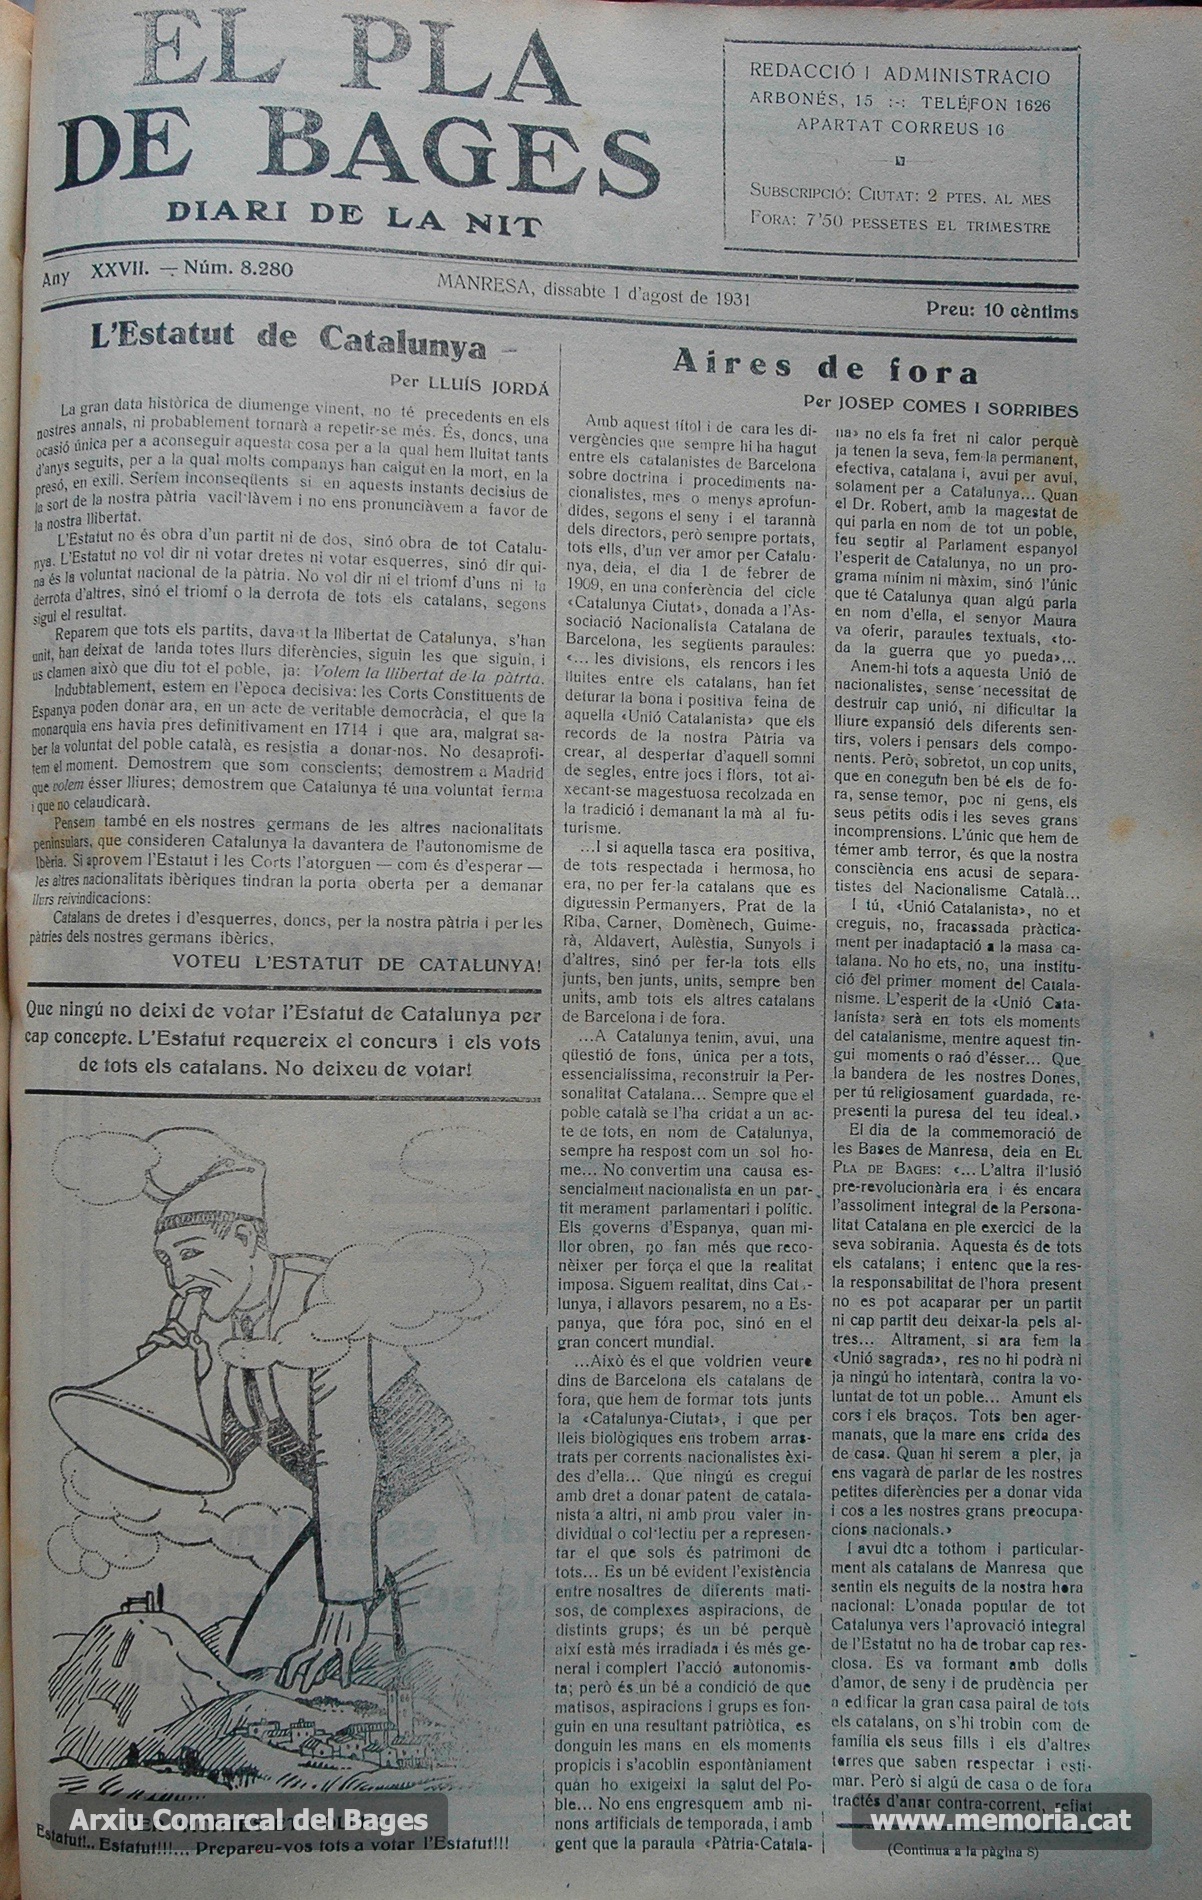 EL PLA
DE BAGES
DIARI DE LA NIT
REDACCIÓ I ADMINISTRACIO
ARBONÉS, 15 :-: TELÉFON 1626
APARTAT CORREUS 16
SUBSCRIPCIÓ: CIUTAT: 2 PTES. AL MES
FORA: 7'50 PESSETES EL TRIMESTRE
Any XXVII. — Núm. 8.280
MANRESA, dissabte 1 d'agost de 1931
Preu: 10 cèntims
L'Estatut de Catalunya
Per LLUÍS JORDÁ
La gran data històrica de diumenge vinent, no té precedents en els
nostres annals, ni probablement tornarà a repetir-se més. És, doncs, una
ocasió única per a aconseguir aquesta cosa per a la qual hem lluitat tants
d'anys seguits, per a la qual molts companys han caigut en la mort, en la
presó, en exili. Seriem inconseqüents si en aquests instants decisius de
la sort de la nostra pàtria vacil'làvem i no ens pronunciàvem a favor de
la nostra llibertat.
L'Estatut no és obra d'un partit ni de dos, sinó obra de tot Catalu-
nya. L'Estatut no vol dir ni votar dretes ni votar esquerres, sinó dir qui-
na és la voluntat nacional de la pàtria. No vol dir ni el triomf d'uns ni la
derrota d'altres, sinó el triomf o la derrota de tots els catalans, segons
sigui el resultat.
Reparem que tots els partits, davant la llibertat de Catalunya, s'han
unit, han deixat de landa totes llurs diferències, siguin les que siguin, i
us clamen això que diu tot el poble, ja: Volem la llibertat de la pàtrta.
Indubtablement, estem en l'època decisiva: les Corts Constituents de
Espanya poden donar ara, en un acte de veritable democràcia, el que la
monarquia ens havia pres definitivament en 1714 i que ara, malgrat sa-
ber la voluntat del poble català, es resistia a donar-nos. No desaprofi-
tem el moment. Demostrem que som conscients; demostrem a Madrid
que volem ésser lliures; demostrem que Catalunya té una voluntat ferma
i que no celaudicarà.
Pensem també en els nostres germans de les altres nacionalitats
peninsulars, que consideren Catalunya la davantera de l'autonomisme de
Ibèria. Si aprovem l'Estatut i les Corts l'atorguen — com és d'esperar —
les altres nacionalitats ibèriques tindran la porta oberta per a demanar
llurs reivindicacions:
Catalans de dretes i d'esquerres, doncs, per la nostra pàtria i per les
pàtries dels nostres germans ibèrics,
VOTEU L'ESTATUT DE CATALUNYA!
Que ningú no deixi de votar l'Estatut de Catalunya per
cap concepte. L'Estatut requereix el concurs i els vots
de tots els catalans. No deixeu de votar!
Estatut!.. Estatut!!!... Prepareu-vos tots a votar l'Estatut!!!
Aires de fora
Per JOSEP COMES I SORRIBES
Amb aquest títol i de cara les di-
vergències que sempre hi ha hagut
entre els catalanistes de Barcelona
sobre doctrina i procediments na-
cionalistes, mes o menys aprofun-
dides, segons el seny i el tarannà
dels directors, però sempre portats,
tots ells, d'un ver amor per Catalu-
nya, deia, el dia 1 de febrer de
1909, en una conferència del cicle
«Catalunya Ciutat», donada a l'As-
sociació Nacionalista Catalana de
Barcelona, les següents paraules:
«... les divisions, els rencors i les
lluites entre els catalans, han fet
deturar la bona i positiva feina de
aquella «Unió Catalanista» que els
records de la nostra Pàtria va
crear, al despertar d'aquell somni
de segles, entre jocs i flors, tot ai-
xecant-se magestuosa recolzada en
la tradició i demanant la mà al fu-
turisme.
...I si aquella tasca era positiva,
de tots respectada i hermosa, ho
era, no per fer-la catalans que es
diguessin Permanyers, Prat de la
Riba, Carner, Domènech, Guime-
rà, Aldavert, Aulèstia, Sunyols i
d'altres, sinó per fer-la tots ells
junts, ben junts, units, sempre ben
units, amb tots els altres catalans
de Barcelona i de fora.
...A Catalunya tenim, avui, una
qüestió de fons, única per a tots,
essencialissima, reconstruir la Per-
sonalitat Catalana... Sempre que el
poble català se l'ha cridat a un ac-
te de tots, en nom de Catalunya,
sempre ha respost com un sol ho-
me... No convertim una causa es-
sencialment nacionalista en un par-
tit merament parlamentari i polític.
Els governs d'Espanya, quan mi-
llor obren, no fan més que reco-
nèixer per força el que la realitat
imposa. Siguem realitat, dins Cat.-
lunya, i allavors pesarem, no a Es-
panya, que fóra poc, sinó en el
gran concert mundial.
...Això és el que voldrien veure
dins de Barcelona els catalans de
fora, que hem de formar tots junts
la «Catalunya-Ciutat», i que per
lleis biològiques ens trobem arras-
trats per corrents nacionalistes èxi-
des d'ella... Que ningú es cregui
amb dret a donar patent de catala-
nista a altri, ni amb prou valer in-
dividual o col·lectiu per a represen-
tar el que sols és patrimoni de
tots... Es un bé evident l'existència
entre nosaltres de diferents mati-
sos, de complexes aspiracions, de
distints grups; és un bé perquè
així està més irradiada i és més ge-
neral i complert l'acció autonomis-
ta; però és un bé a condició de que
matisos, aspiracions i grups es fon-
guin en una resultant patriòtica, es
donguin les mans en els moments
propicis i s'acoblin espontàniament
quàn ho exigeixi la salut del Po-
ble... No ens engresquem amb ni-
nons artificials de temporada, i amb
gent que la paraula «Pàtria-Catala-
na» no els fa fret ni calor perquè
ja tenen la seva, fem-la permanent,
efectiva, catalana i, avui per avui,
solament per a Catalunya... Quan
el Dr. Robert, amb la magestat de
qui parla en nom de tot un poble,
feu sentir al Parlament espanyol
l'esperit de Catalunya, no un pro-
grama mínim ni màxim, sinó l'únic
que té Catalunya quan algú parla
en nom d'ella, el senyor Maura
va oferir, paraules textuals, «to-
da la guerra que yo pueda»...
Anem-hi tots a aquesta Unió de
nacionalistes, sense necessitat de
destruir cap unió, ni dificultar la
lliure expansió dels diferents sen-
tirs, volers i pensars dels compo-
nents. Però, sobretot, un cop units,
que en conegutn ben bé els de fo-
ra, sense temor, poc ni gens, els
seus petits odis i les seves grans
incomprensions. L'únic que hem de
témer amb terror, és que la nostra
consciència ens acusi de separa-
tistes del Nacionalisme Català...
I tú, «Unió Catalanista», no et
creguis, no, fracassada pràctica-
ment per inadaptació a la masa ca-
talana. No ho ets, no, una institu-
ció del primer moment del Catala-
nisme. L'esperit de la «Unió Cata-
lanista» serà en tots els moments
del catalanisme, mentre aquest tin-
gui moments o raó d'ésser... Que
la bandera de les nostres Dones,
per tú religiosament guardada, re-
presenti la puresa del teu ideal.»
El dia de la commemoració de
les Bases de Manresa, deia en EL
PLA DE BAGES: «... L'altra il·lusió
pre-revolucionària era i és encara
l'assoliment integral de la Persona-
litat Catalana en ple exercici de la
seva sobirania. Aquesta és de tots
els catalans; i entenc que la res-
la responsabilitat de l'hora present
no es pot acaparar per un partit
ni cap partit deu deixar-la pels al-
tres... Altrament, si ara fem la
«Unió sagrada», res no hi podrà ni
ja ningú ho intentarà, contra la vo-
luntat de tot un poble... Amunt els
cors i els braços. Tots ben ager-
manats, que la mare ens crida des
de casa. Quan hi serem a pler, ja
ens vagarà de parlar de les nostres
petites diferències per a donar vida
i cos a les nostres grans preocupa-
cions nacionals.»
I avui dtc a tothom i particular-
ment als catalans de Manresa que
sentin els neguits de la nostra hora
nacional: L'onada popular de tot
Catalunya vers l'aprovació integral
de l'Estatut no ha de trobar cap res-
closa. Es va formant amb dolls
d'amor, de seny i de prudència per
a edificar la gran casa pairal de tots
els catalans, on s'hi trobin com de
família els seus fills i els d'altres
terres que saben respectar i esti-
mar. Però si algú de casa o de fora
tractés d'anar contra-corrent, refiat
(Continua a la pàgina 8)
Arxiu Comarcal del Bages
www.memoria.cat